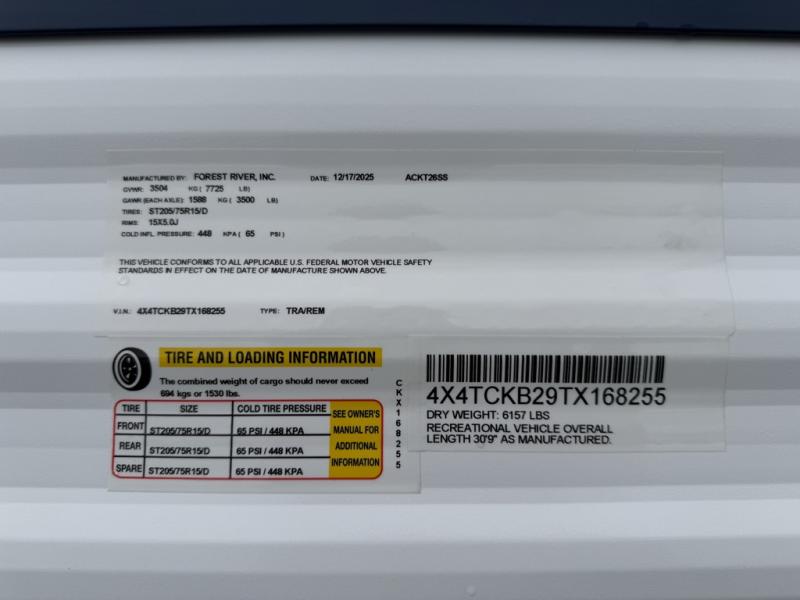 MANUFACTURED BY: FOREST RIVER, INC. DATE: 12/17/2025 ACKT26SS
GVWR: 3504 KG ( 7725 LB)
GAWR (EACH AXLE): 1588 KG ( 3500 LB)
TIRES: ST205/75R15/D
RIMS: 15X5.0J
COLD INFL. PRESSURE: 448 KPA ( 65 PSI )
THIS VEHICLE CONFORMS TO ALL APPLICABLE U.S. FEDERAL MOTOR VEHICLE SAFETY
STANDARDS IN EFFECT ON THE DATE OF MANUFACTURE SHOWN ABOVE.
V.I.N.: 4X4TCKB29TX168255 TYPE: TRA/REM
TIRE AND LOADING INFORMATION
The combined weight of cargo should never exceed
694 kgs or 1530 lbs.
TIRE SIZE COLD TIRE PRESSURE SEE OWNER'S
MANUAL FOR
ADDITIONAL
INFORMATION
FRONT ST205/75R15/D 65 PSI / 448 KPA
REAR ST205/75R15/D 65 PSI / 448 KPA
SPARE ST205/75R15/D 65 PSI / 448 KPA
CKX168255
4X4TCKB29TX168255
DRY WEIGHT: 6157 LBS
RECREATIONAL VEHICLE OVERALL
LENGTH 30'9" AS MANUFACTURED.